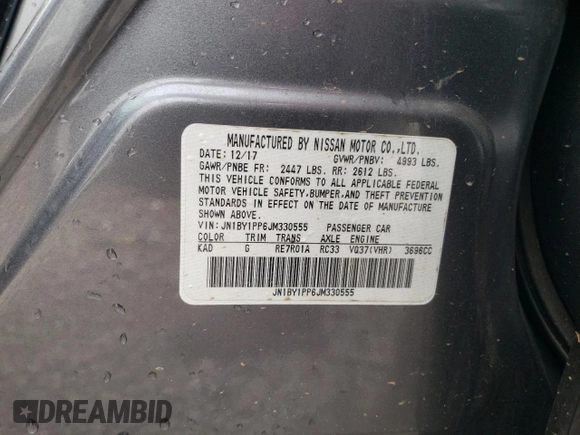 MANUFACTURED BY NISSAN MOTOR CO.,LTD.
DATE: 12/17 GVWR/PNBV: 4993 LBS.
GAWR/PNBE FR: 2447 LBS. RR: 2612 LBS.
THIS VEHICLE CONFORMS TO ALL APPLICABLE FEDERAL
MOTOR VEHICLE SAFETY,BUMPER,AND THEFT PREVENTION
STANDARDS IN EFFECT ON THE DATE OF MANUFACTURE
SHOWN ABOVE.
VIN: JN1BY1PP6JM330555 PASSENGER CAR
COLOR TRIM TRANS AXLE ENGINE
KAD G RE7R01A RC33 VQ37(VHR) 3696CC
JN1BY1PP6JM330555
DREAMBID